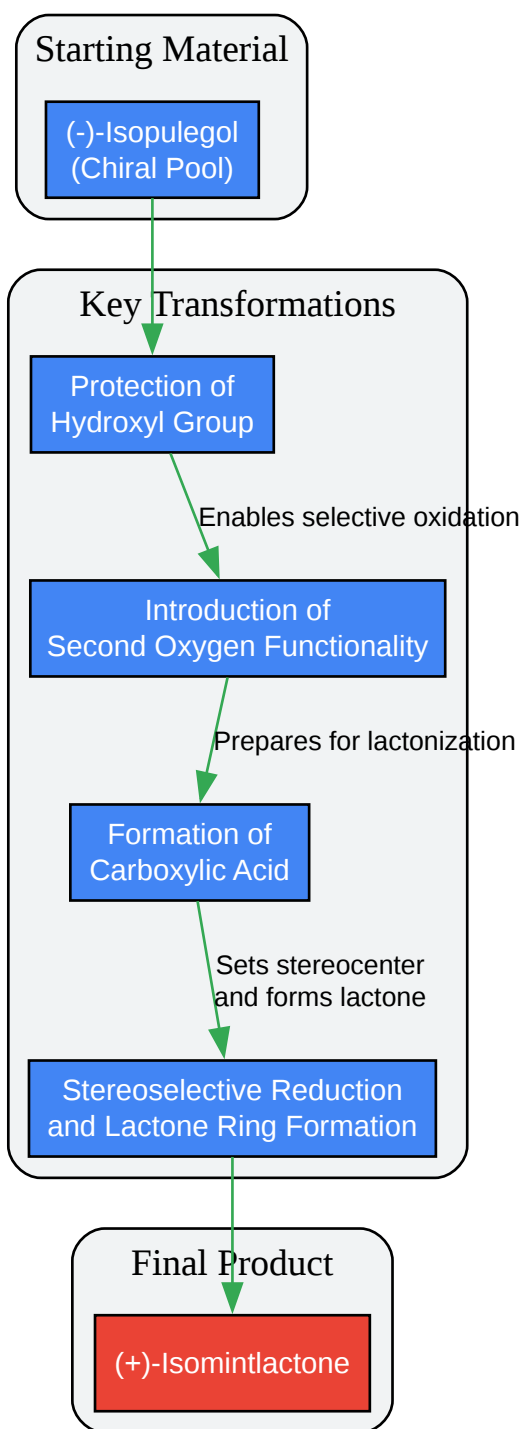 Starting Material
(-)-Isopulegol
(Chiral Pool)
Key Transformations
Protection of
Hydroxyl Group
Enables selective oxidation
Introduction of
Second Oxygen Functionality
Prepares for lactonization
Formation of
Carboxylic Acid
Sets stereocenter
and forms lactone
Stereoselective Reduction
and Lactone Ring Formation
Final Product
(+)-Isomintlactone